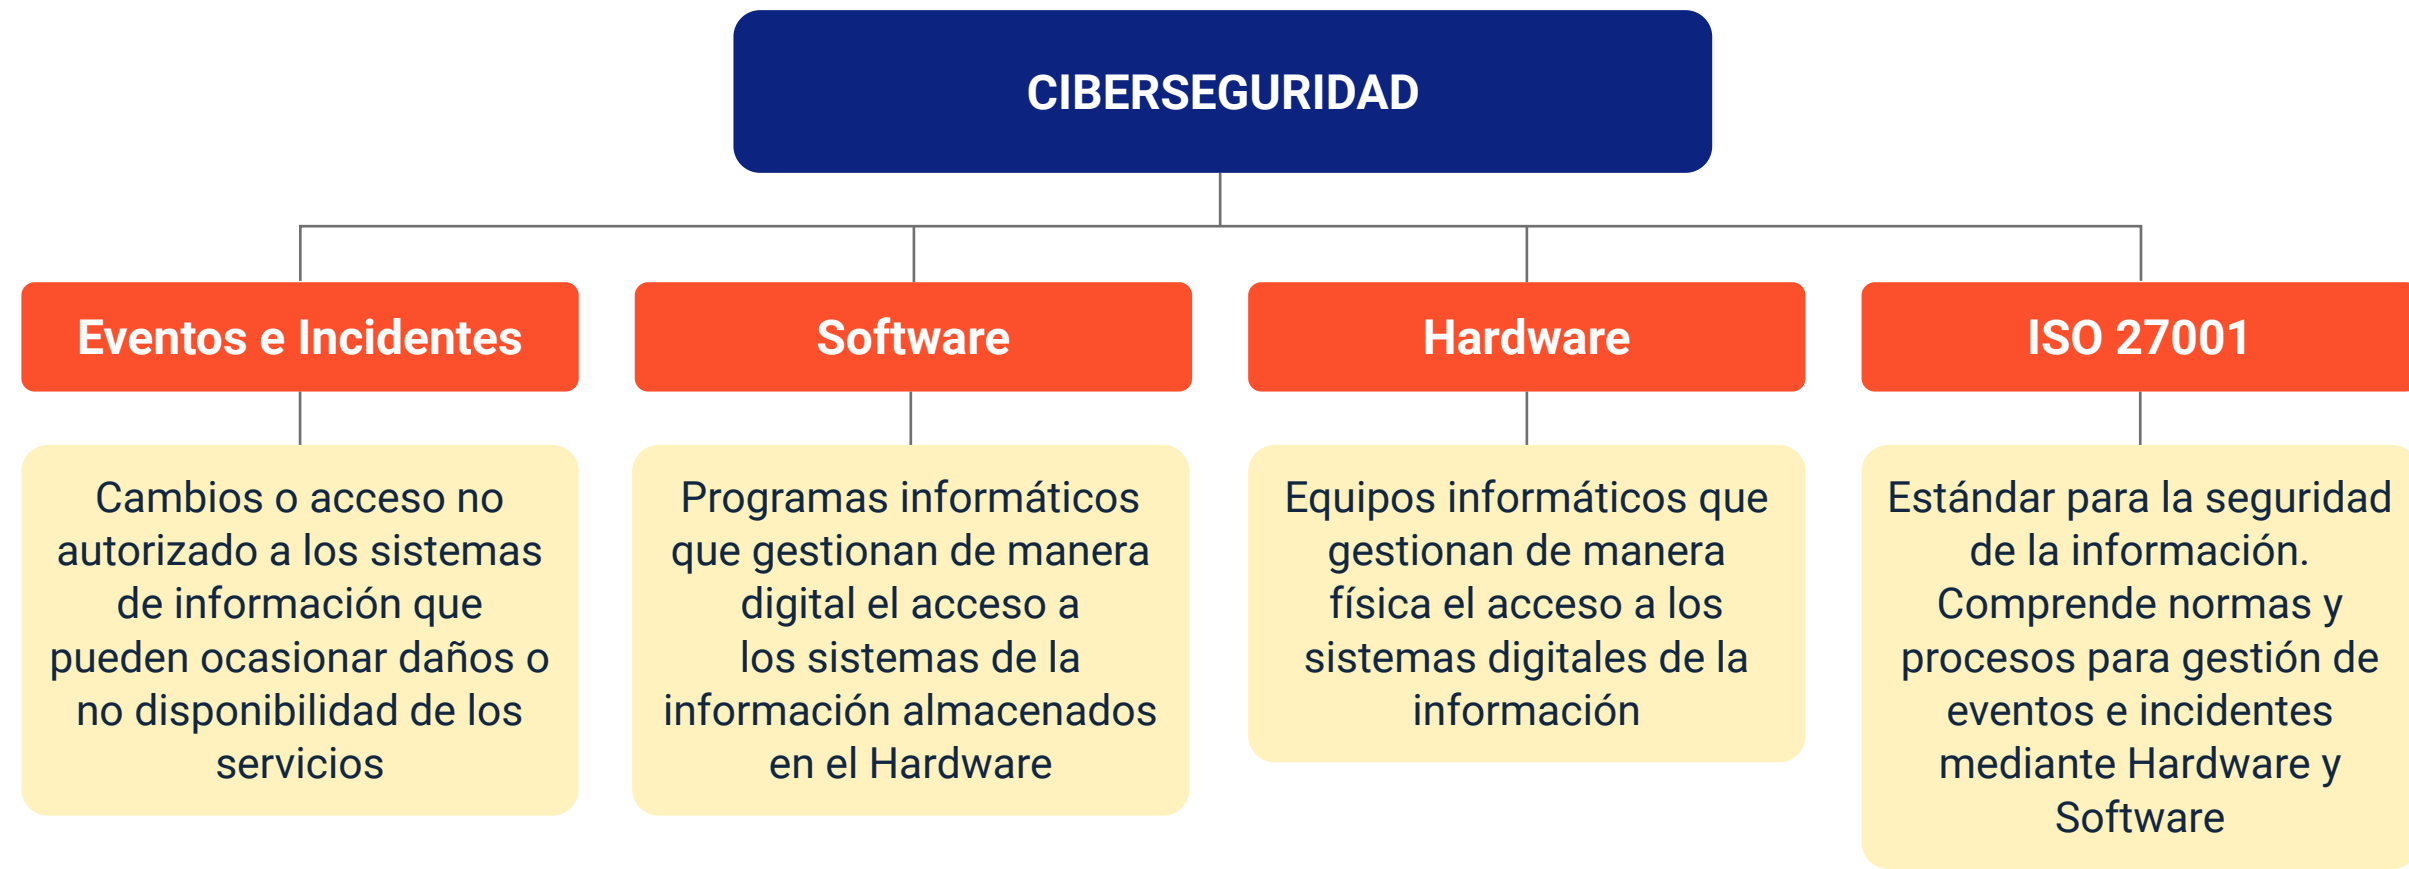 CIBERSEGURIDAD
Eventos e Incidentes
Cambios o acceso no
autorizado a los sistemas
de información que
pueden ocasionar daños o
no disponibilidad de los
servicios
Software
Programas informáticos
que gestionan de manera
digital el acceso a
los sistemas de la
información almacenados
en el Hardware
Hardware
Equipos informáticos que
gestionan de manera
física el acceso a los
sistemas digitales de la
información
ISO 27001
Estándar para la seguridad
de la información.
Comprende normas y
procesos para gestión de
eventos e incidentes
mediante Hardware y
Software